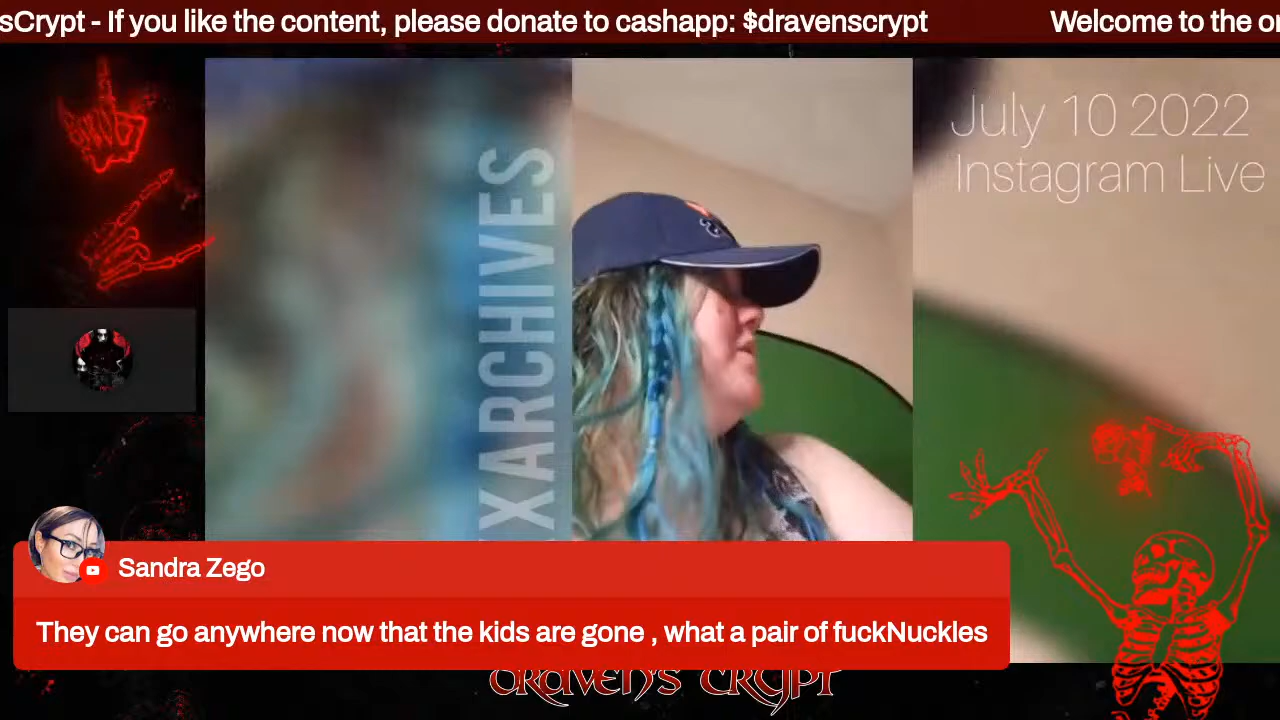 sCrypt - If you like the content, please donate to cashapp: $dravenscrypt Welcome to the
July 10 2022
Instagram Live
XARCHIVES
Sandra Zego
They can go anywhere now that the kids are gone , what a pair of fuckNuckles
DRAVEN'S CRYPT